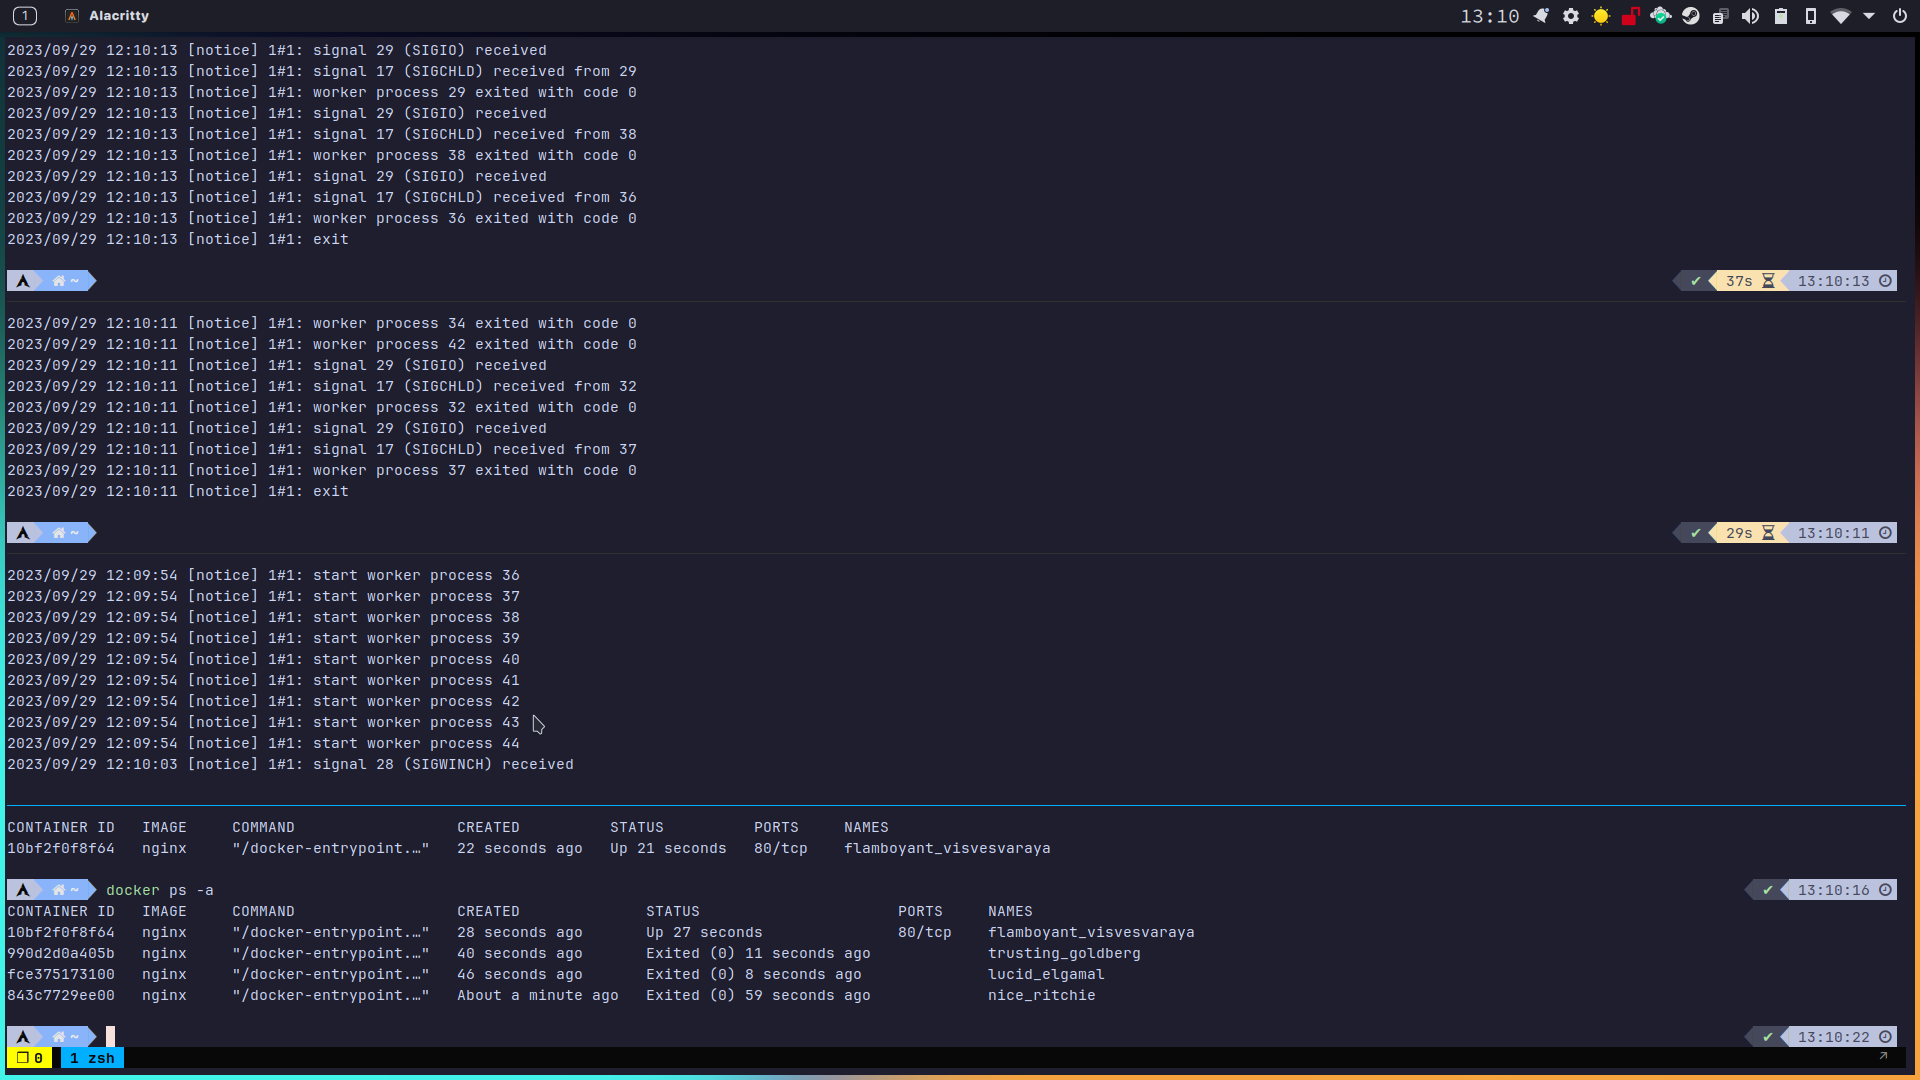 1 Alacritty 13:10
2023/09/29 12:10:13 [notice] 1#1: signal 29 (SIGIO) received
2023/09/29 12:10:13 [notice] 1#1: signal 17 (SIGCHLD) received from 29
2023/09/29 12:10:13 [notice] 1#1: worker process 29 exited with code 0
2023/09/29 12:10:13 [notice] 1#1: signal 29 (SIGIO) received
2023/09/29 12:10:13 [notice] 1#1: signal 17 (SIGCHLD) received from 38
2023/09/29 12:10:13 [notice] 1#1: worker process 38 exited with code 0
2023/09/29 12:10:13 [notice] 1#1: signal 29 (SIGIO) received
2023/09/29 12:10:13 [notice] 1#1: signal 17 (SIGCHLD) received from 36
2023/09/29 12:10:13 [notice] 1#1: worker process 36 exited with code 0
2023/09/29 12:10:13 [notice] 1#1: exit
~ ✔ 37s 13:10:13
2023/09/29 12:10:11 [notice] 1#1: worker process 34 exited with code 0
2023/09/29 12:10:11 [notice] 1#1: worker process 42 exited with code 0
2023/09/29 12:10:11 [notice] 1#1: signal 29 (SIGIO) received
2023/09/29 12:10:11 [notice] 1#1: signal 17 (SIGCHLD) received from 32
2023/09/29 12:10:11 [notice] 1#1: worker process 32 exited with code 0
2023/09/29 12:10:11 [notice] 1#1: signal 29 (SIGIO) received
2023/09/29 12:10:11 [notice] 1#1: signal 17 (SIGCHLD) received from 37
2023/09/29 12:10:11 [notice] 1#1: worker process 37 exited with code 0
2023/09/29 12:10:11 [notice] 1#1: exit
~ ✔ 29s 13:10:11
2023/09/29 12:09:54 [notice] 1#1: start worker process 36
2023/09/29 12:09:54 [notice] 1#1: start worker process 37
2023/09/29 12:09:54 [notice] 1#1: start worker process 38
2023/09/29 12:09:54 [notice] 1#1: start worker process 39
2023/09/29 12:09:54 [notice] 1#1: start worker process 40
2023/09/29 12:09:54 [notice] 1#1: start worker process 41
2023/09/29 12:09:54 [notice] 1#1: start worker process 42
2023/09/29 12:09:54 [notice] 1#1: start worker process 43
2023/09/29 12:09:54 [notice] 1#1: start worker process 44
2023/09/29 12:10:03 [notice] 1#1: signal 28 (SIGWINCH) received
CONTAINER ID   IMAGE     COMMAND                  CREATED          STATUS          PORTS     NAMES
10bf2f0f8f64   nginx     "/docker-entrypoint.…"   22 seconds ago   Up 21 seconds   80/tcp    flamboyant_visvesvaraya
~ docker ps -a ✔ 13:10:16
CONTAINER ID   IMAGE     COMMAND                  CREATED              STATUS                      PORTS     NAMES
10bf2f0f8f64   nginx     "/docker-entrypoint.…"   28 seconds ago       Up 27 seconds               80/tcp    flamboyant_visvesvaraya
990d2d0a405b   nginx     "/docker-entrypoint.…"   40 seconds ago       Exited (0) 11 seconds ago             trusting_goldberg
fce375173100   nginx     "/docker-entrypoint.…"   46 seconds ago       Exited (0) 8 seconds ago              lucid_elgamal
843c7729ee00   nginx     "/docker-entrypoint.…"   About a minute ago   Exited (0) 59 seconds ago             nice_ritchie
~ ✔ 13:10:22
0 1 zsh